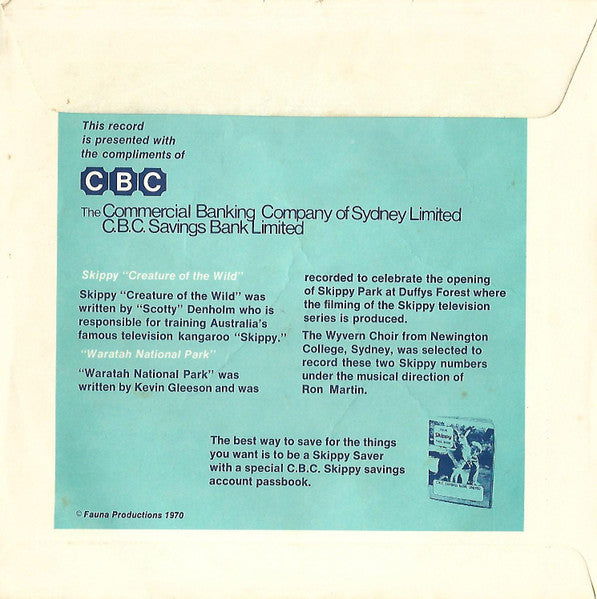 This record
is presented with
the compliments of
CBC
The Commercial Banking Company of Sydney Limited
C.B.C. Savings Bank Limited
Skippy "Creature of the Wild"
Skippy "Creature of the Wild" was
written by "Scotty" Denholm who is
responsible for training Australia's
famous television kangaroo "Skippy."
"Waratah National Park"
"Waratah National Park" was
written by Kevin Gleeson and was
recorded to celebrate the opening
of Skippy Park at Duffys Forest where
the filming of the Skippy television
series is produced.
The Wyvern Choir from Newington
College, Sydney, was selected to
record these two Skippy numbers
under the musical direction of
Ron Martin.
The best way to save for the things
you want is to be a Skippy Saver
with a special C.B.C. Skippy savings
account passbook.
Skippy
© Fauna Productions 1970